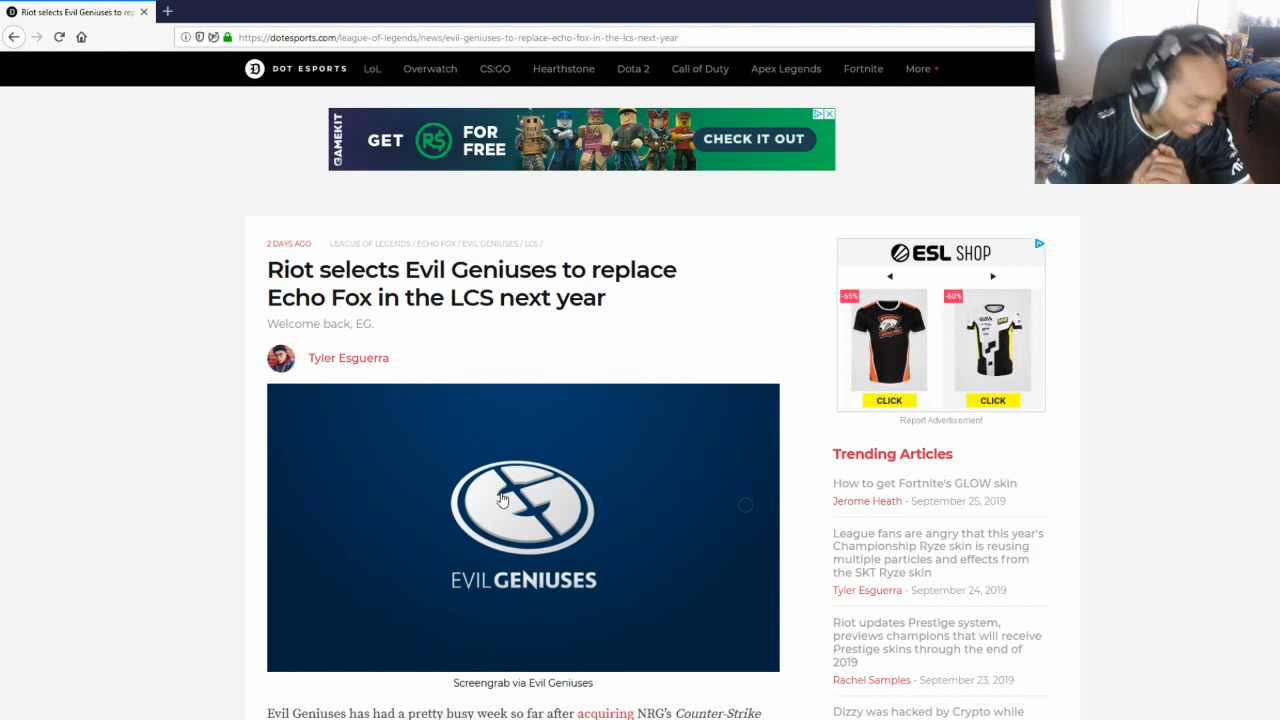 Riot selects Evil Geniuses to rep
https://dotesports.com/league-of-legends/news/evil-geniuses-to-replace-echo-fox-in-the-lcs-next-year
DOT ESPORTS LoL Overwatch CS:GO Hearthstone Dota 2 Call of Duty Apex Legends Fortnite More
GAMEKIT
GET R$ FOR FREE
CHECK IT OUT
2 DAYS AGO LEAGUE OF LEGENDS / ECHO FOX / EVIL GENIUSES / LCS /
Riot selects Evil Geniuses to replace
Echo Fox in the LCS next year
Welcome back, EG.
Tyler Esguerra
EVIL GENIUSES
Screengrab via Evil Geniuses
Evil Geniuses has had a pretty busy week so far after acquiring NRG's Counter-Strike
ESL SHOP
-55% -60%
CLICK CLICK
Report Advertisement
Trending Articles
How to get Fortnite's GLOW skin
Jerome Heath - September 25, 2019
League fans are angry that this year's
Championship Ryze skin is reusing
multiple particles and effects from
the SKT Ryze skin
Tyler Esguerra - September 24, 2019
Riot updates Prestige system,
previews champions that will receive
Prestige skins through the end of
2019
Rachel Samples - September 23, 2019
Dizzy was hacked by Crypto while